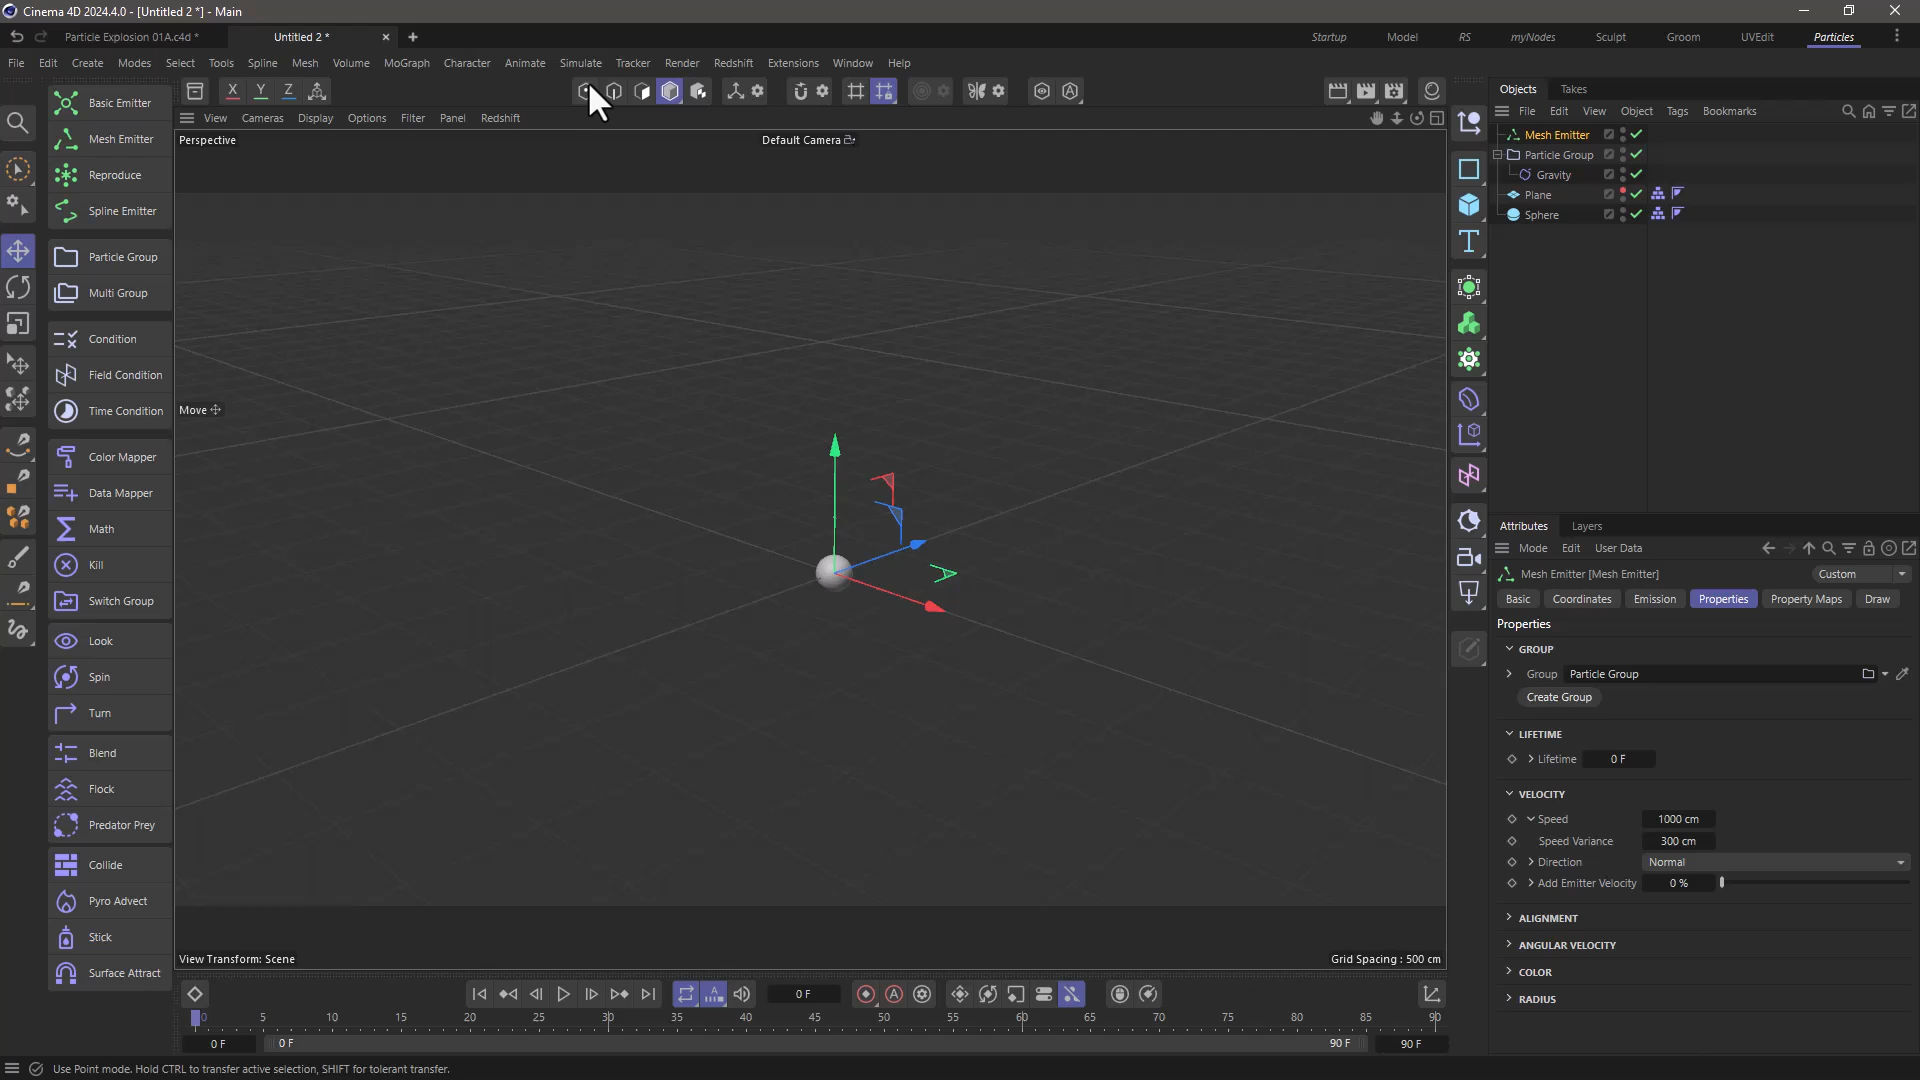 Cinema 4D 2024.4.0 - [Untitled 2 *] - Main
Particle Explosion 01A.c4d *
Untitled 2 *
Startup
Model
RS
myNodes
Sculpt
Groom
UVEdit
Particles
File Edit Create Modes Select Tools Spline Mesh Volume MoGraph Character Animate Simulate Tracker Render Redshift Extensions Window Help
X Y Z
Objects Takes
View Cameras Display Options Filter Panel Redshift
File Edit View Object Tags Bookmarks
Perspective
Default Camera
Move
View Transform: Scene
Grid Spacing : 500 cm
Basic Emitter
Mesh Emitter
Reproduce
Spline Emitter
Particle Group
Multi Group
Condition
Field Condition
Time Condition
Color Mapper
Data Mapper
Math
Kill
Switch Group
Look
Spin
Turn
Blend
Flock
Predator Prey
Collide
Pyro Advect
Stick
Surface Attract
Mesh Emitter
Particle Group
Gravity
Plane
Sphere
Attributes Layers
Mode Edit User Data
Mesh Emitter [Mesh Emitter]
Custom
Basic Coordinates Emission Properties Property Maps Draw
Properties
GROUP
Group Particle Group
Create Group
LIFETIME
Lifetime 0 F
VELOCITY
Speed 1000 cm
Speed Variance 300 cm
Direction Normal
Add Emitter Velocity 0 %
ALIGNMENT
ANGULAR VELOCITY
COLOR
RADIUS
0 F
0 5 10 15 20 25 30 35 40 45 50 55 60 65 70 75 80 85 90
0 F 0 F 90 F 90 F
Use Point mode. Hold CTRL to transfer active selection, SHIFT for tolerant transfer.